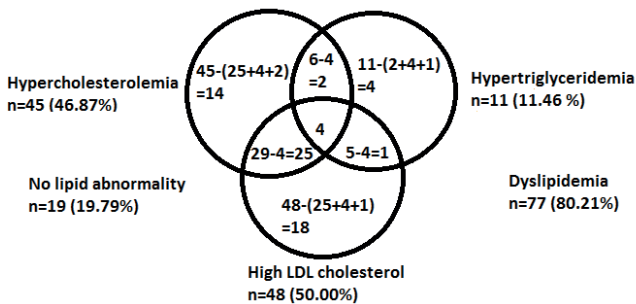 6-4
=2
45-(25+4+2)
=14
11-(2+4+1)
=4
Hypercholesterolemia
n=45 (46.87%)
Hypertriglyceridemia
n=11 (11.46 %)
4
29-4=25
5-4=1
No lipid abnormality
n=19 (19.79%)
Dyslipidemia
n=77 (80.21%)
48-(25+4+1)
=18
High LDL cholesterol
n=48 (50.00%)